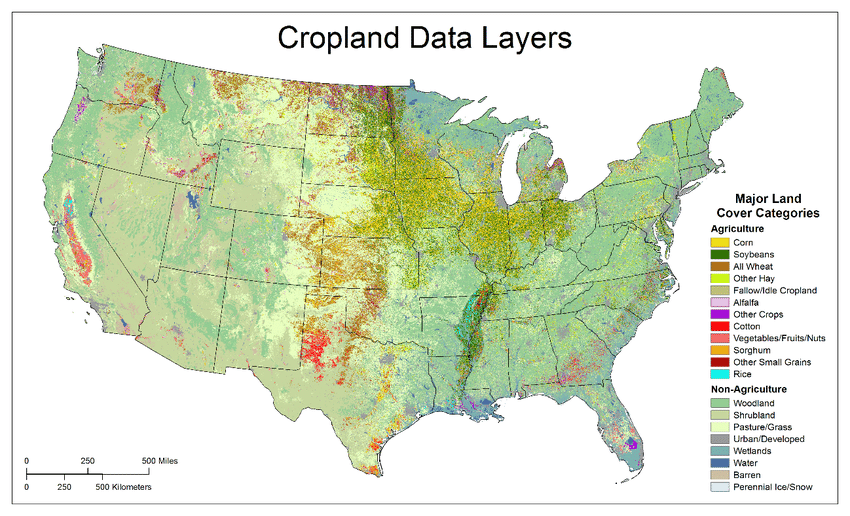 Cropland Data Layers
Major Land
Cover Categories
Agriculture
Corn
Soybeans
All Wheat
Other Hay
Fallow/Idle Cropland
Alfalfa
Other Crops
Cotton
Vegetables/Fruits/Nuts
Sorghum
Other Small Grains
Rice
Non-Agriculture
Woodland
Shrubland
Pasture/Grass
Urban/Developed
Wetlands
Water
Barren
Perennial Ice/Snow
0 250 500 Miles
0 250 500 Kilometers